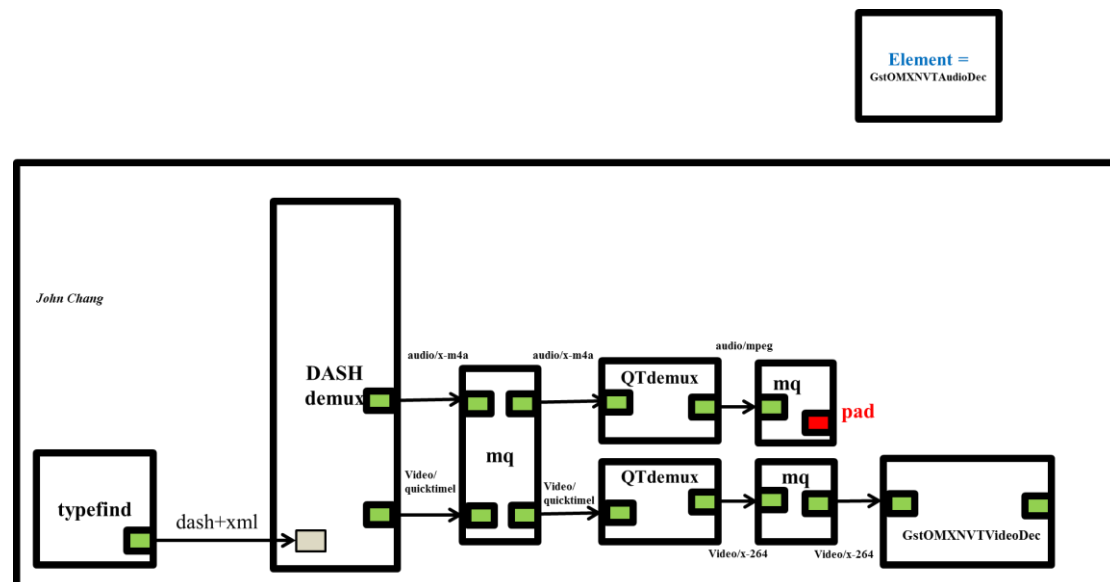 Element =
GstOMXNVTAudioDec
John Chang
audio/x-m4a
audio/x-m4a
audio/mpeg
DASH
demux
QTdemux
mq
pad
mq
Video/
quicktimel
Video/
quicktimel
QTdemux
mq
typefind
dash+xml
GstOMXNVTVideoDec
Video/x-264
Video/x-264